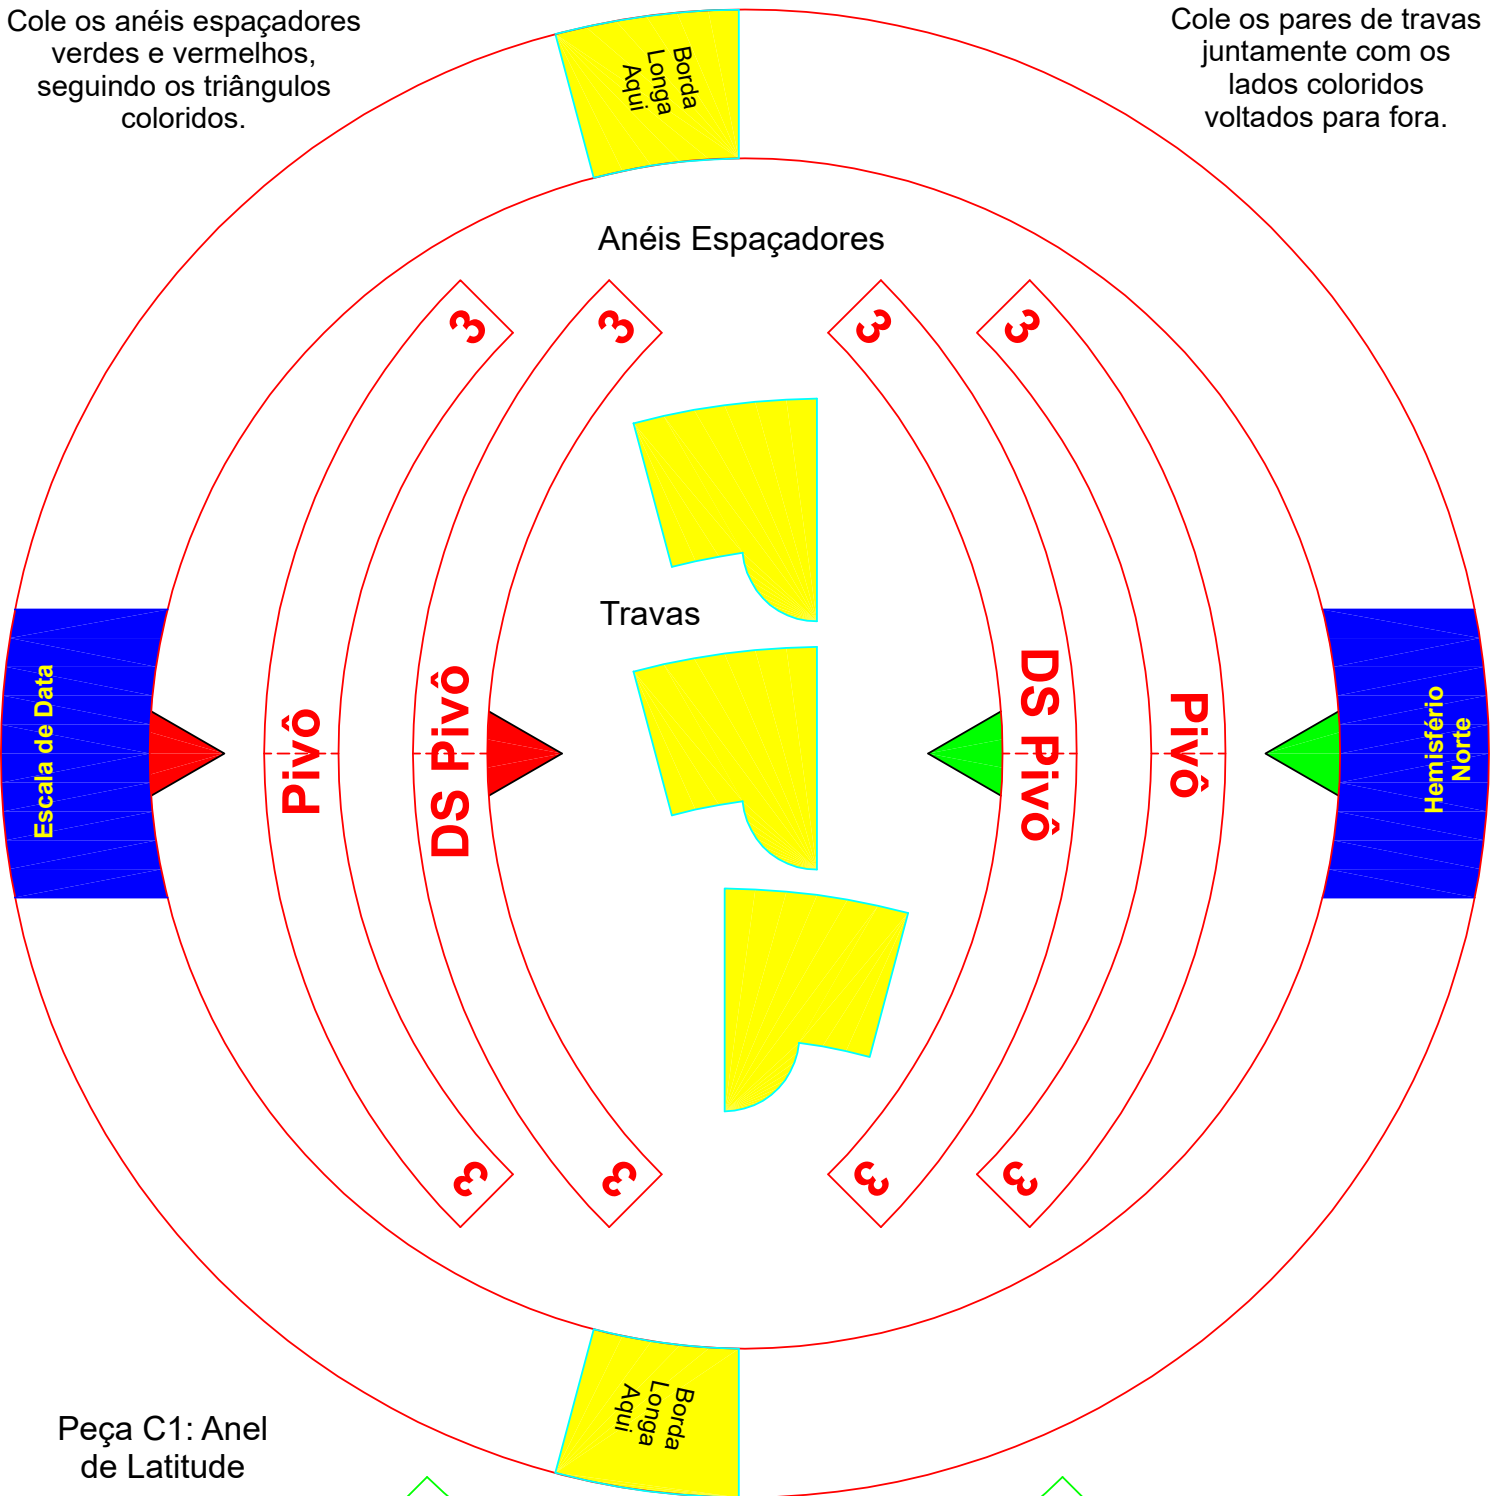 Cole os anéis espaçadores
verdes e vermelhos,
seguindo os triângulos
coloridos.
Cole os pares de travas
juntamente com os
lados coloridos
voltados para fora.
Borda
Longa
Aqui
Anéis Espaçadores
3
3
3
3
Travas
Escala de Data
Pivô
DS Pivô
DS Pivô
Pivô
Hemisfério
Norte
3
3
3
3
Borda
Longa
Aqui
Peça C1: Anel
de Latitude